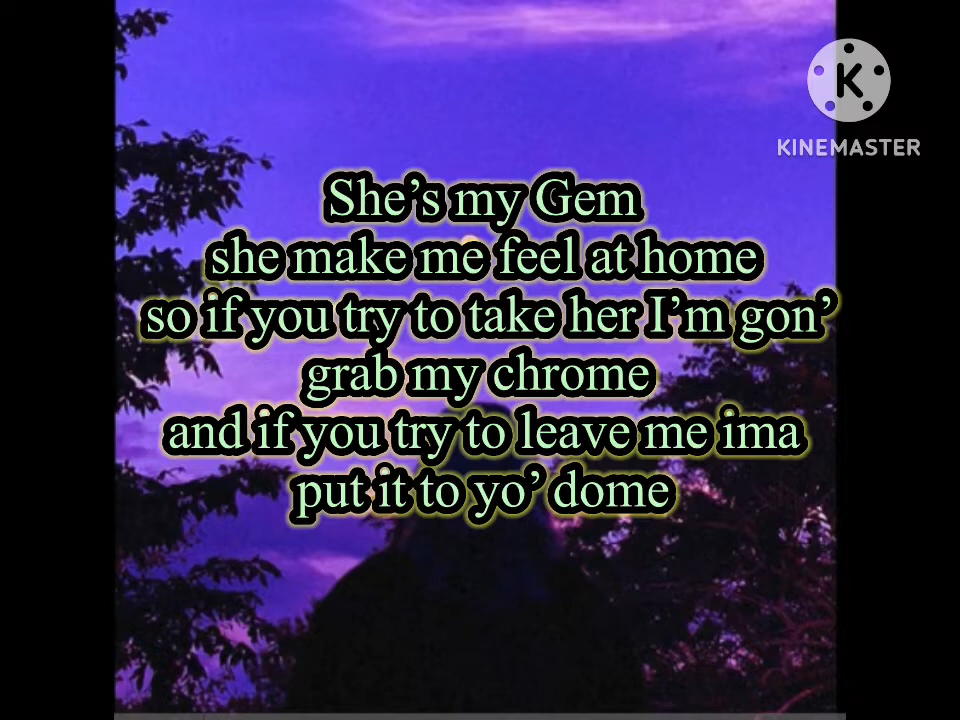 KINEMASTER
She’s my Gem
she make me feel at home
so if you try to take her I’m gon’
grab my chrome
and if you try to leave me ima
put it to yo’ dome